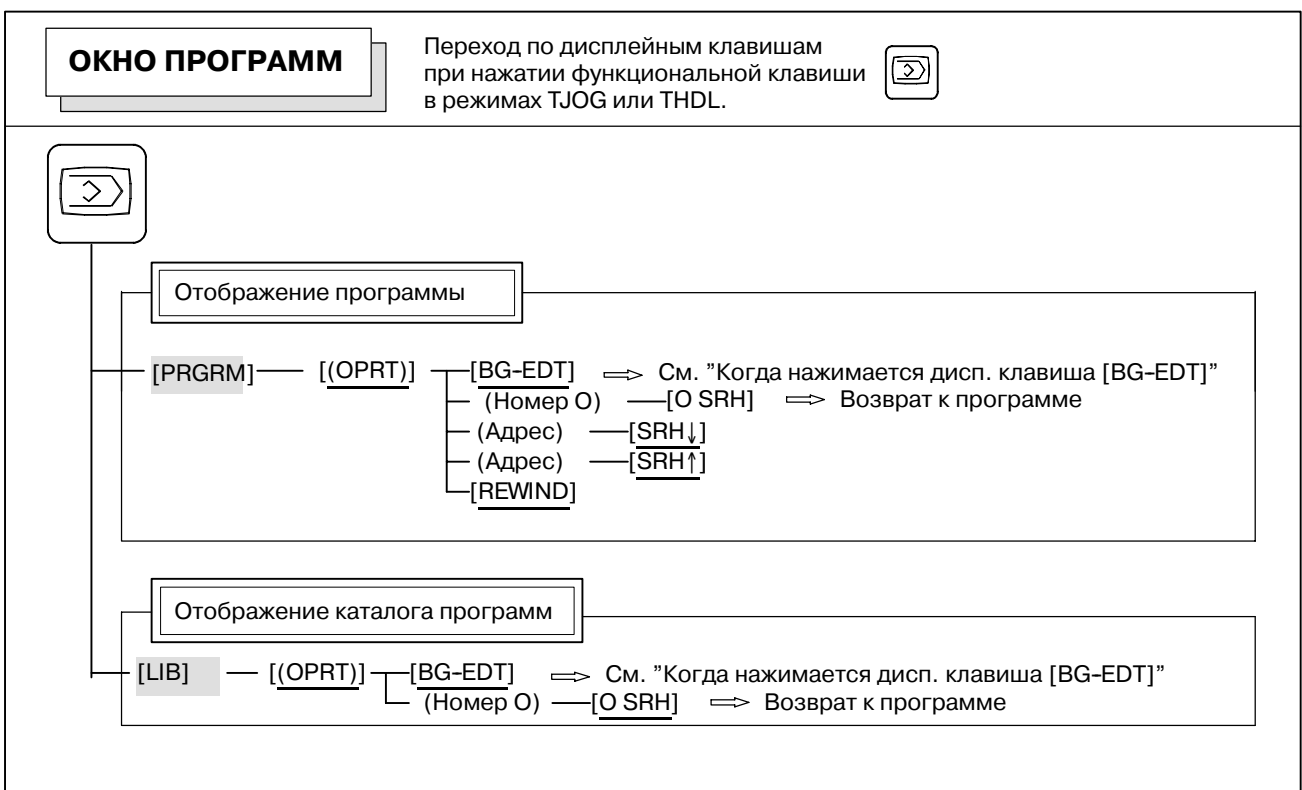 ОКНО ПРОГРАММ
Переход по дисплейным клавишам
при нажатии функциональной клавиши
в режимах TJOG или THDL.
Отображение программы
[PRGRM] [(OPRT)] [BG-EDT] ⇒ См. ”Когда нажимается дисп. клавиша [BG-EDT]”
(Номер O) [O SRH] ⇒ Возврат к программе
(Адрес) [SRH↓]
(Адрес) [SRH↑]
[REWIND]
Отображение каталога программ
[LIB] [(OPRT)] [BG-EDT] ⇒ См. ”Когда нажимается дисп. клавиша [BG-EDT]”
(Номер O) [O SRH] ⇒ Возврат к программе